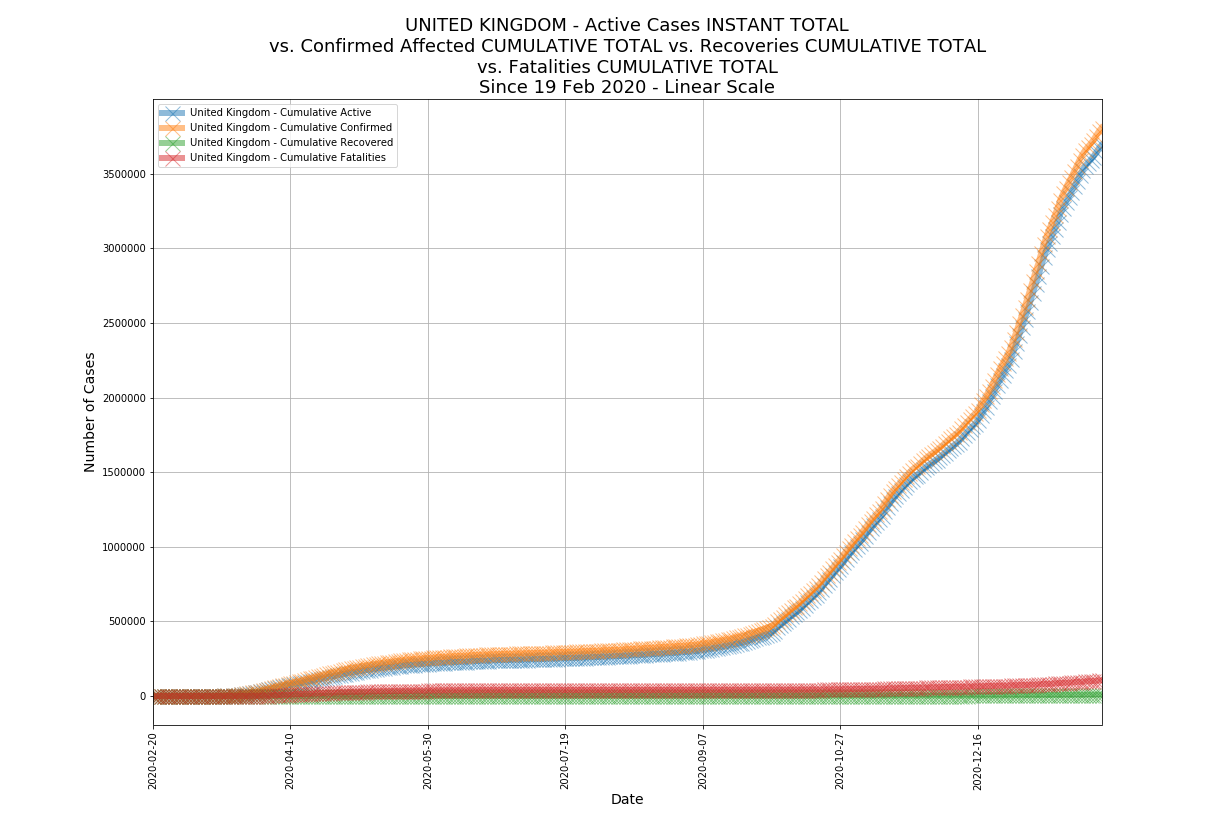 UNITED KINGDOM - Active Cases INSTANT TOTAL
vs. Confirmed Affected CUMULATIVE TOTAL vs. Recoveries CUMULATIVE TOTAL
vs. Fatalities CUMULATIVE TOTAL
Since 19 Feb 2020 - Linear Scale
United Kingdom - Cumulative Active
United Kingdom - Cumulative Confirmed
United Kingdom - Cumulative Recovered
United Kingdom - Cumulative Fatalities
Number of Cases
3500000
3000000
2500000
2000000
1500000
1000000
500000
0
2020-02-20
2020-04-10
2020-05-30
2020-07-19
2020-09-07
2020-10-27
2020-12-16
Date